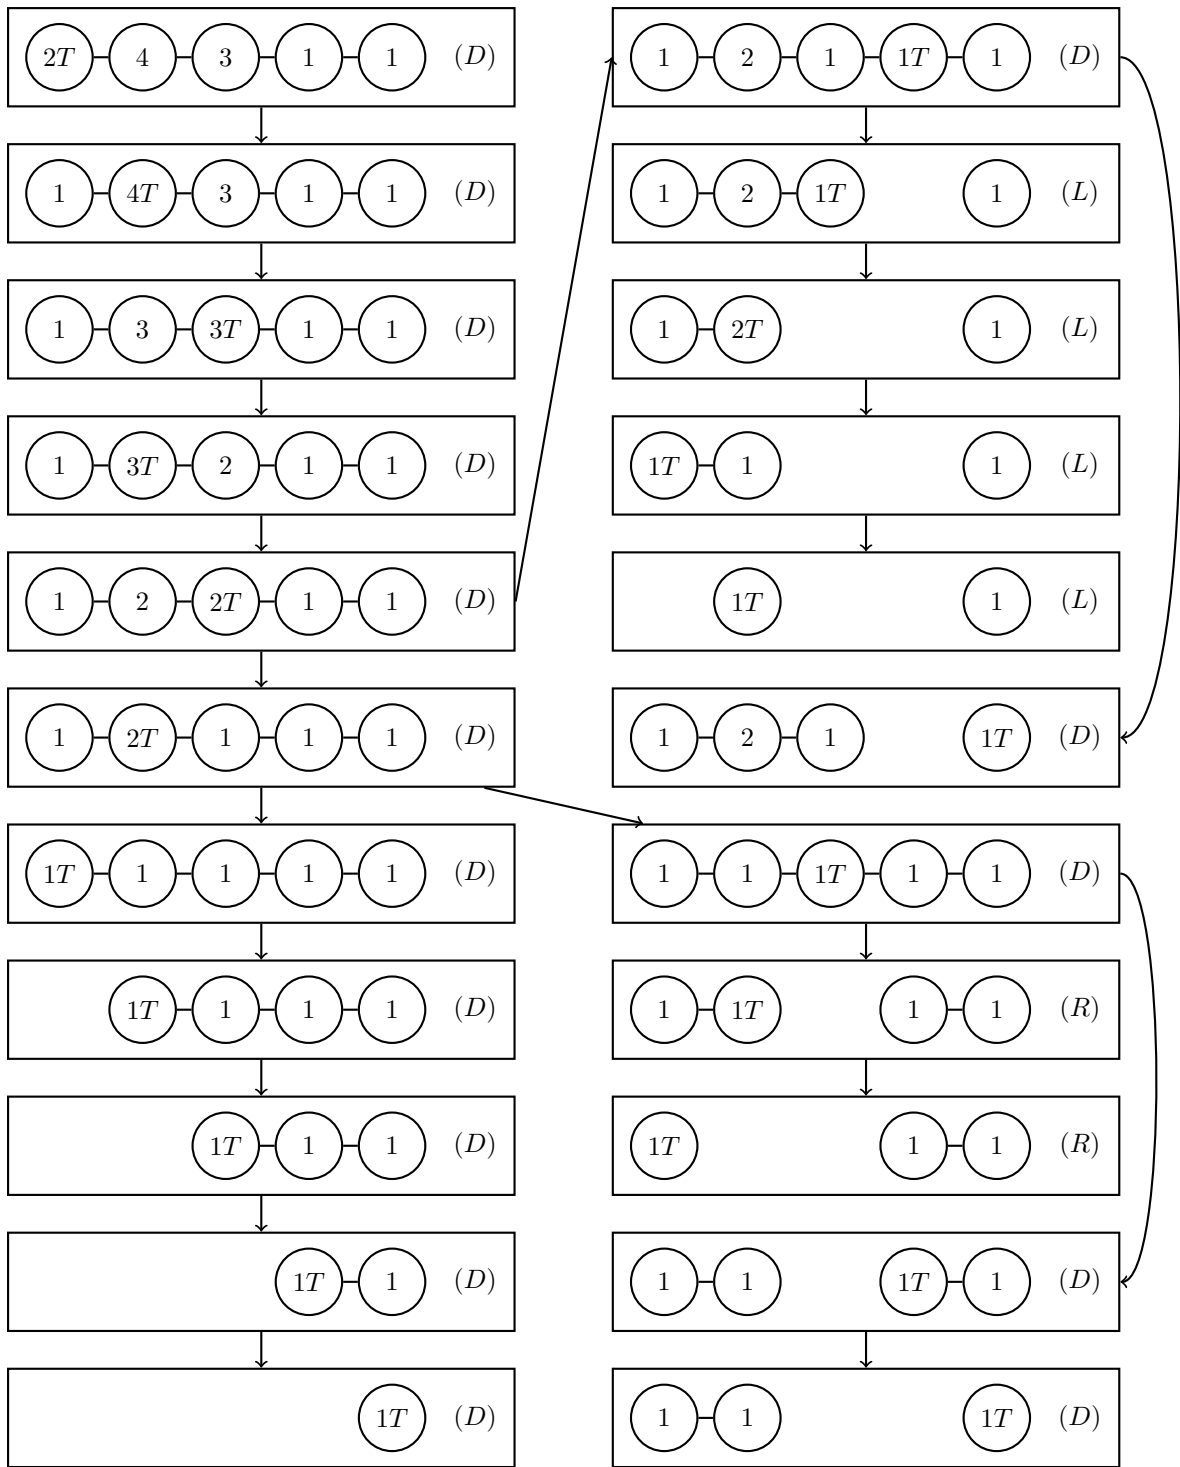 2T 4 3 1 1 (D)
1 4T 3 1 1 (D)
1 3 3T 1 1 (D)
1 3T 2 1 1 (D)
1 2 2T 1 1 (D)
1 2T 1 1 1 (D)
1T 1 1 1 1 (D)
1T 1 1 1 (D)
1T 1 1 (D)
1T 1 (D)
1T (D)
1 2 1 1T 1 (D)
1 2 1T 1 (L)
1 2T 1 (L)
1T 1 1 (L)
1T 1 (L)
1 2 1 1T (D)
1 1 1T 1 1 (D)
1 1T 1 1 (R)
1T 1 1 (R)
1 1 1T 1 (D)
1 1 1T (D)